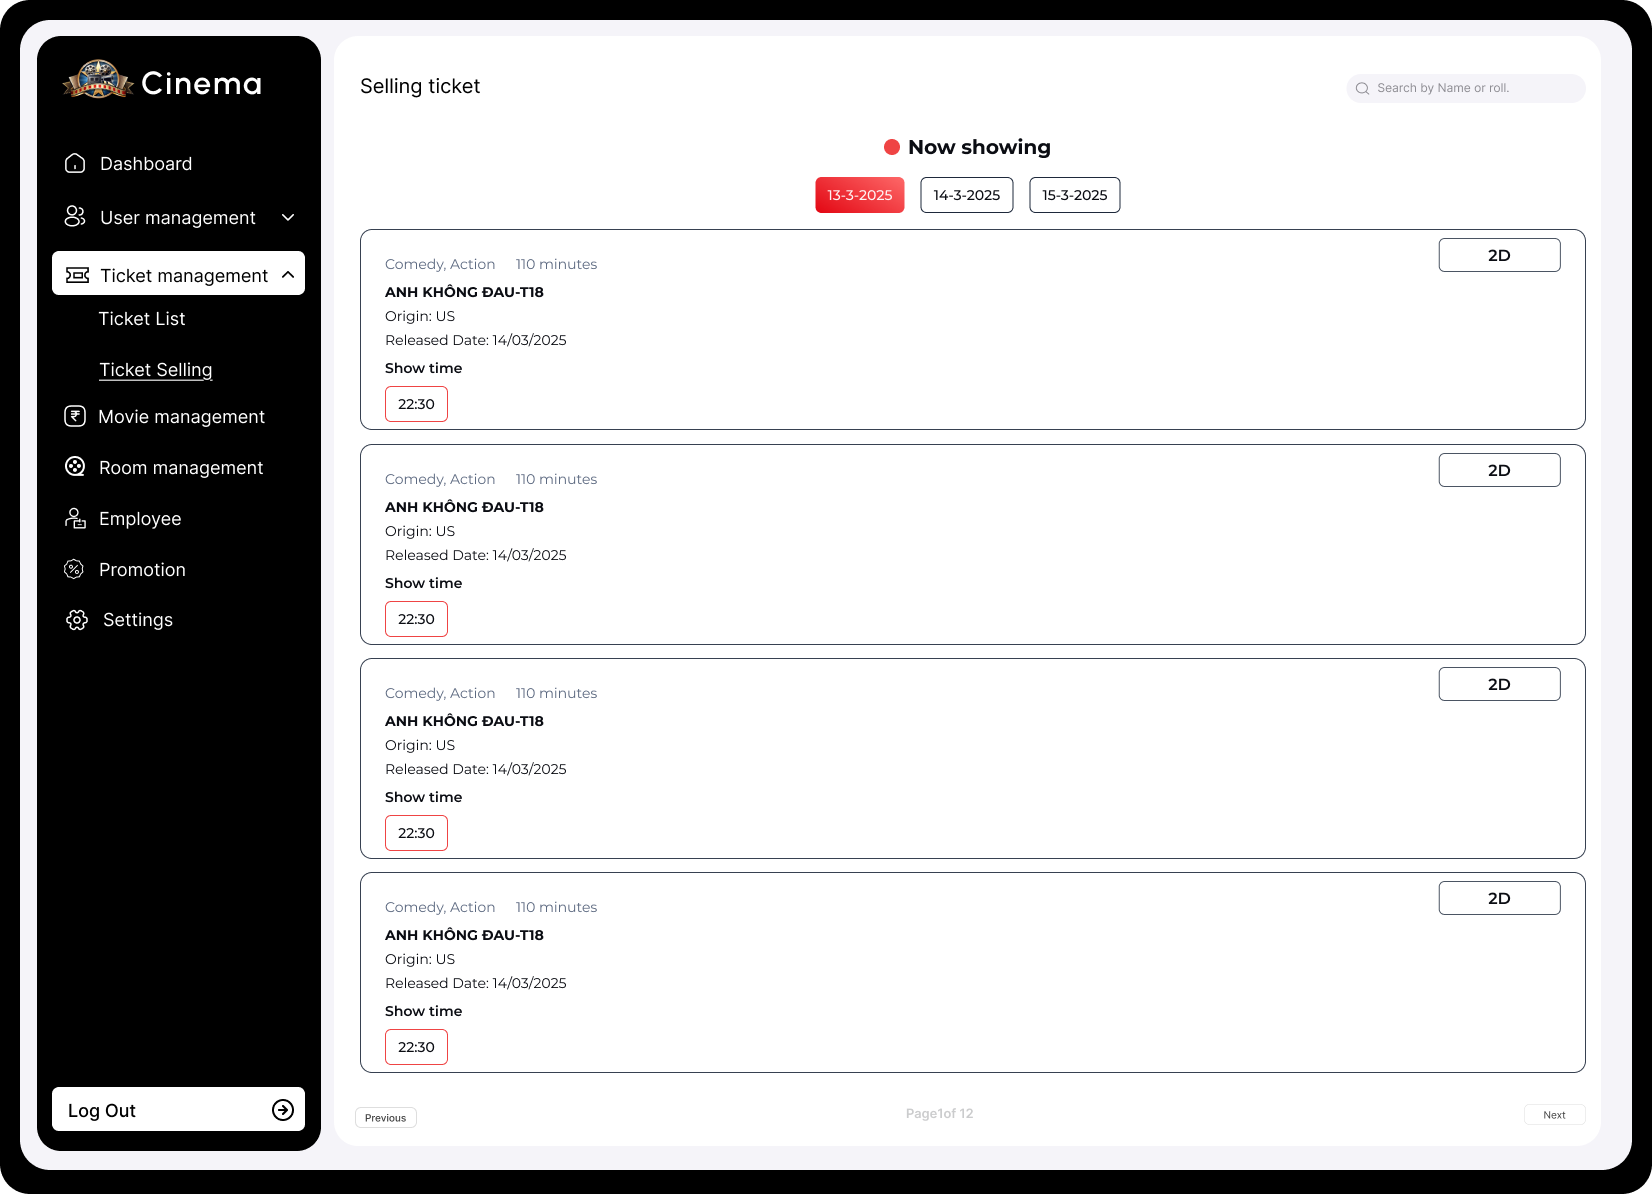 Cinema
Dashboard
User management
Ticket management
Ticket List
Ticket Selling
Movie management
Room management
Employee
Promotion
Settings
Log Out
Selling ticket
Search by Name or roll.
Now showing
13-3-2025 14-3-2025 15-3-2025
Comedy, Action 110 minutes
2D
ANH KHÔNG ĐAU-T18
Origin: US
Released Date: 14/03/2025
Show time
22:30
Comedy, Action 110 minutes
2D
ANH KHÔNG ĐAU-T18
Origin: US
Released Date: 14/03/2025
Show time
22:30
Comedy, Action 110 minutes
2D
ANH KHÔNG ĐAU-T18
Origin: US
Released Date: 14/03/2025
Show time
22:30
Comedy, Action 110 minutes
2D
ANH KHÔNG ĐAU-T18
Origin: US
Released Date: 14/03/2025
Show time
22:30
Previous
Page1of 12
Next